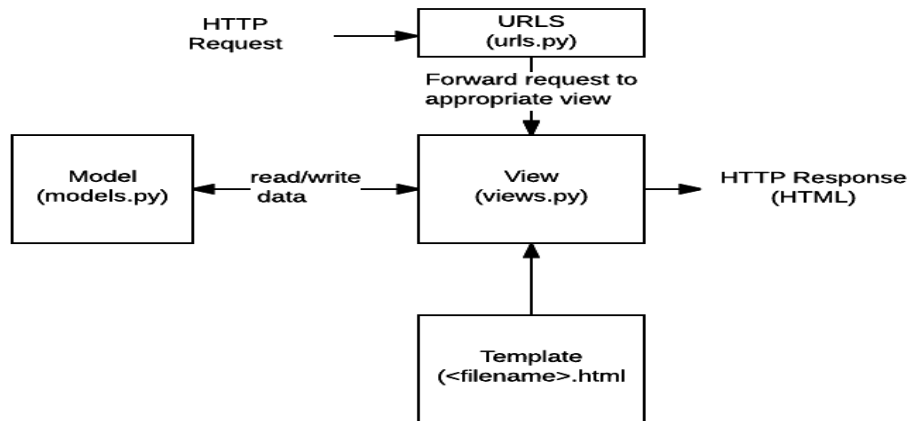 HTTP
Request
URLS
(urls.py)
Forward request to
appropriate view
Model
(models.py)
read/write
data
View
(views.py)
HTTP Response
(HTML)
Template
(<filename>.html